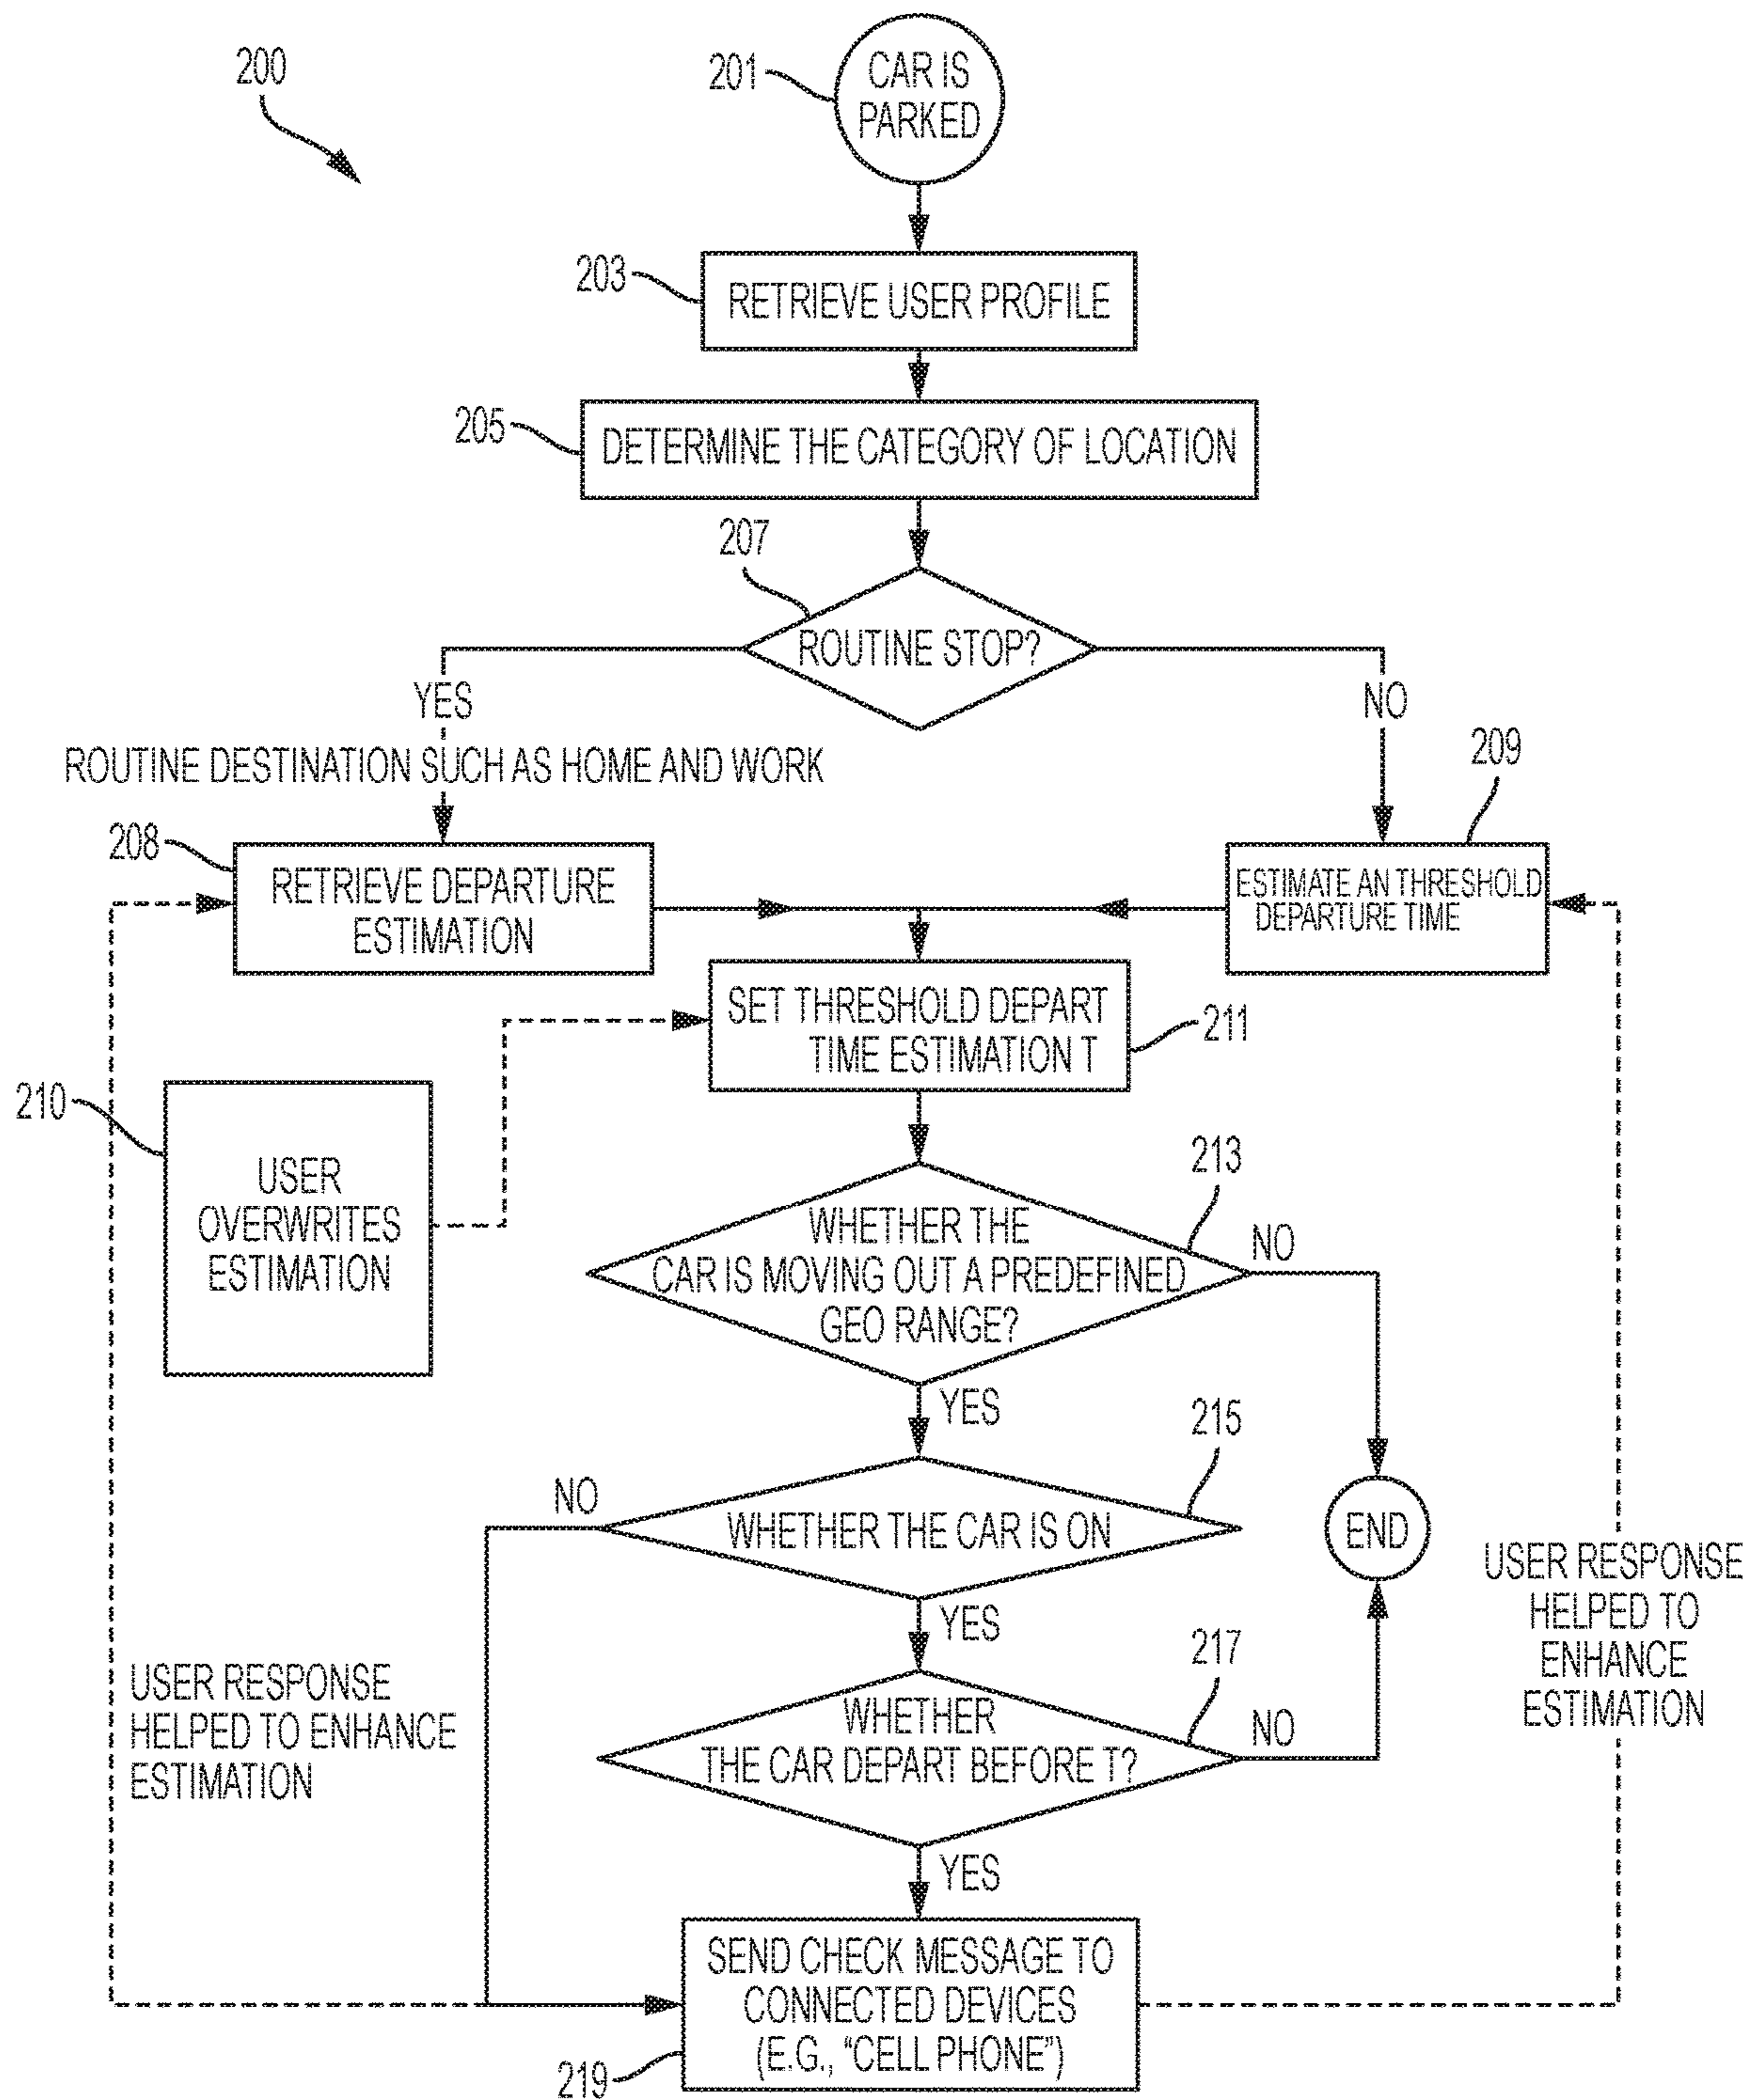 200
201
CAR IS
PARKED
203
RETRIEVE USER PROFILE
205
DETERMINE THE CATEGORY OF LOCATION
207
ROUTINE STOP?
YES
NO
ROUTINE DESTINATION SUCH AS HOME AND WORK
209
208
RETRIEVE DEPARTURE
ESTIMATION
ESTIMATE AN THRESHOLD
DEPARTURE TIME
SET THRESHOLD DEPART
TIME ESTIMATION T
211
210
USER
OVERWRITES
ESTIMATION
213
WHETHER THE
CAR IS MOVING OUT A PREDEFINED
GEO RANGE?
NO
YES
215
NO
WHETHER THE CAR IS ON
END
YES
USER RESPONSE
HELPED TO
ENHANCE
ESTIMATION
217
USER RESPONSE
HELPED TO ENHANCE
ESTIMATION
WHETHER
THE CAR DEPART BEFORE T?
NO
YES
SEND CHECK MESSAGE TO
CONNECTED DEVICES
(E.G., “CELL PHONE”)
219